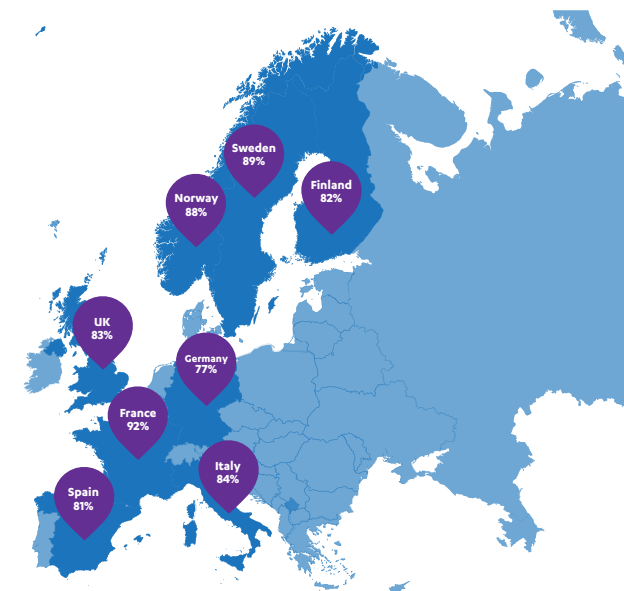 Sweden
89%
Finland
82%
Norway
88%
UK
83%
Germany
77%
France
92%
Italy
84%
Spain
81%